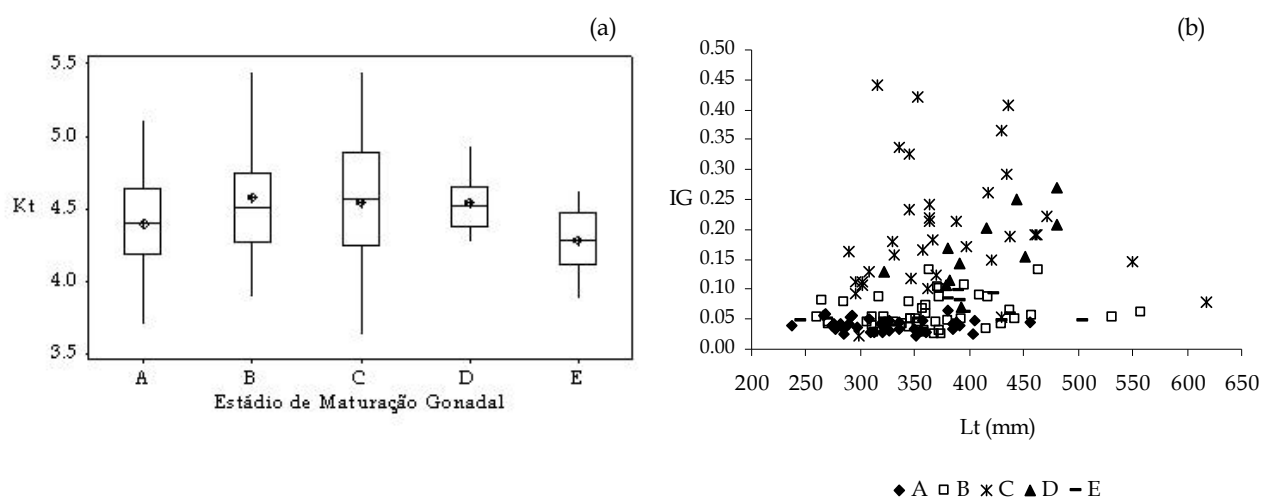 (a)
5.5
5.0
Kt
4.5
4.0
3.5
A B C D E
Estádio de Maturação Gonadal
(b)
0.50
0.45
0.40
0.35
0.30
IG
0.25
0.20
0.15
0.10
0.05
0.00
200 250 300 350 400 450 500 550 600 650
Lt (mm)
A B C D E